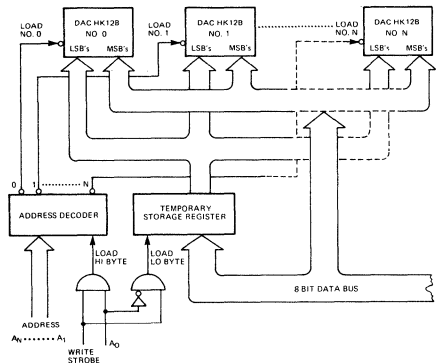 LOAD NO. 0
DAC HK12B NO. 0
LSB's MSB's
LOAD NO. 1
DAC HK12B NO. 1
LSB's MSB's
LOAD NO. N
DAC HK12B NO. N
LSB's MSB's
0 1 N
ADDRESS DECODER
TEMPORARY
STORAGE REGISTER
LOAD
HI BYTE
LOAD
LO BYTE
8 BIT DATA BUS
ADDRESS
AN A1
WRITE
STROBE
A0